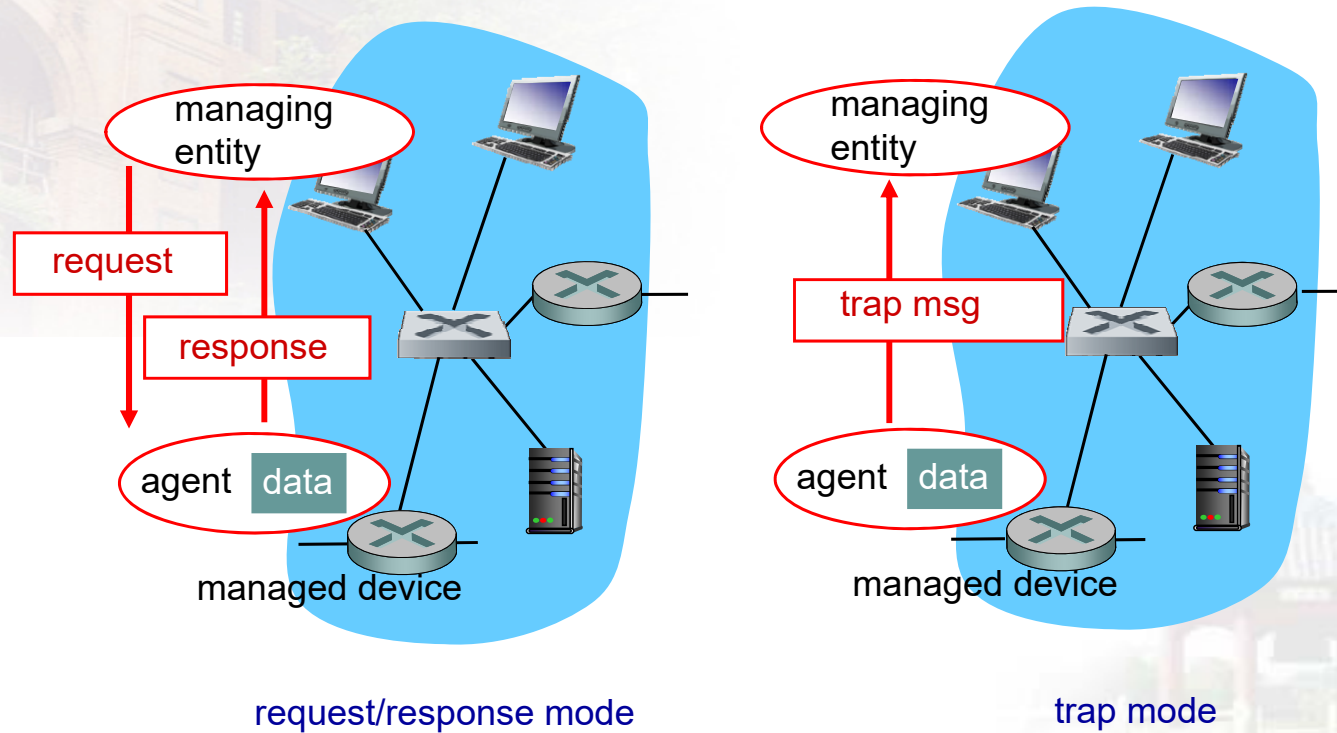 managing
entity
request
response
agent data
managed device
request/response mode
managing
entity
trap msg
agent data
managed device
trap mode